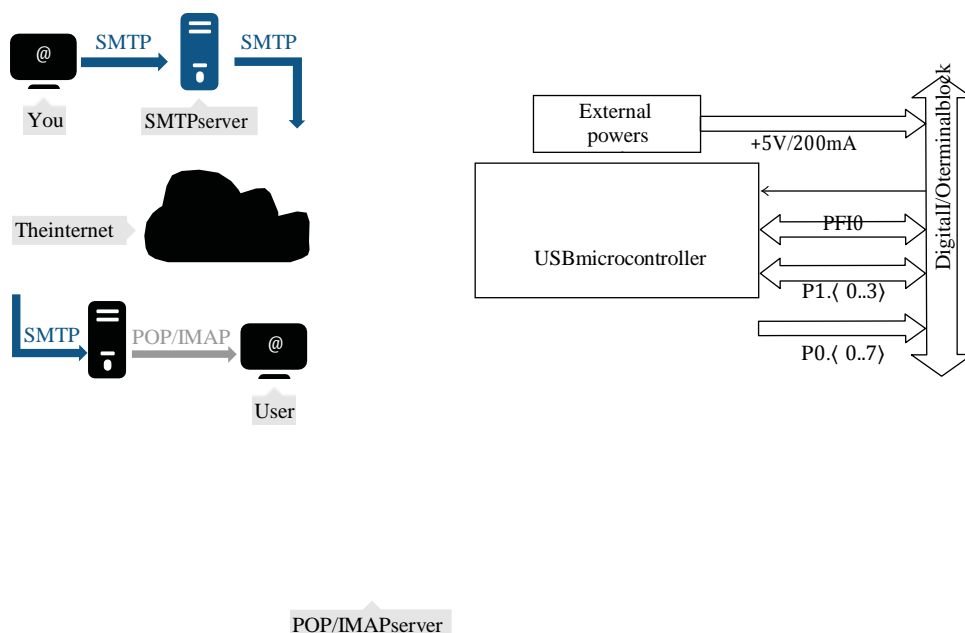 SMTP
SMTP
@
You
SMTPserver
Theinternet
SMTP
POP/IMAP
@
User
POP/IMAPserver
External
powers
+5V/200mA
USBmicrocontroller
PFI0
P1.⟨ 0..3⟩
P0.⟨ 0..7⟩
DigitalI/Oterminalblock